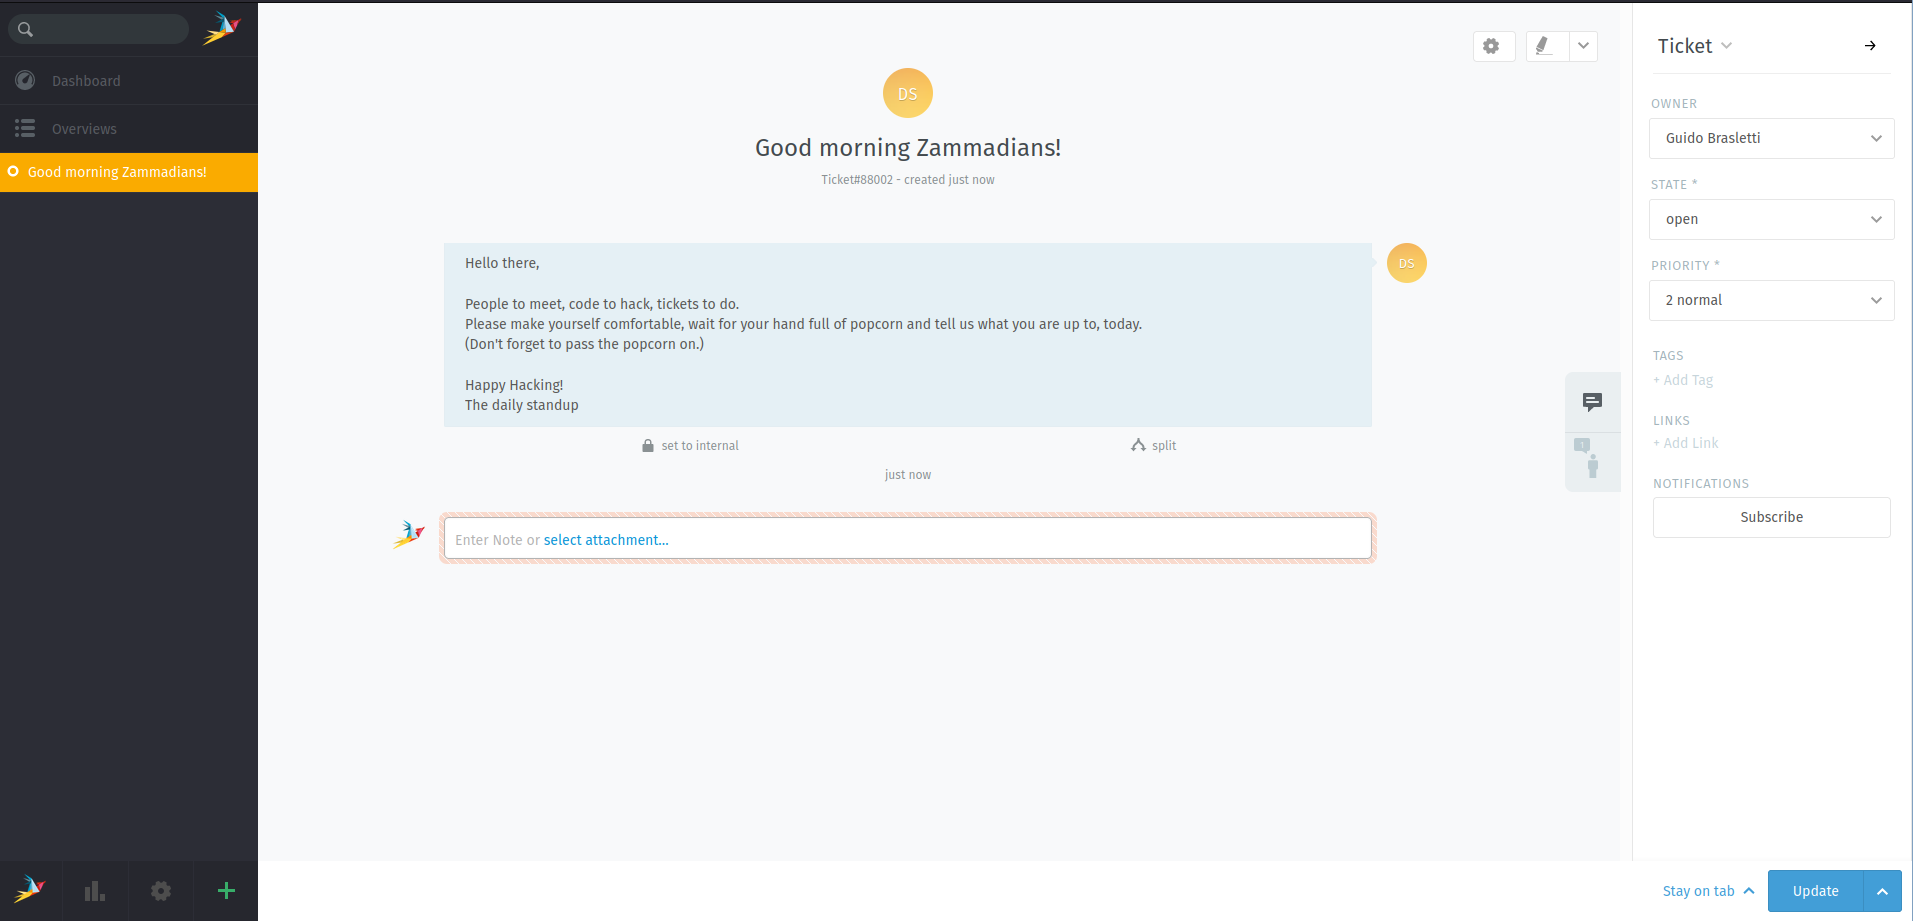 Dashboard
Overviews
Good morning Zammadians!
DS
Good morning Zammadians!
Ticket#88002 - created just now
Hello there,
People to meet, code to hack, tickets to do.
Please make yourself comfortable, wait for your hand full of popcorn and tell us what you are up to, today.
(Don't forget to pass the popcorn on.)
Happy Hacking!
The daily standup
DS
set to internal
split
just now
Enter Note or select attachment...
1
Ticket
OWNER
Guido Brasletti
STATE *
open
PRIORITY *
2 normal
TAGS
+ Add Tag
LINKS
+ Add Link
NOTIFICATIONS
Subscribe
Stay on tab
Update